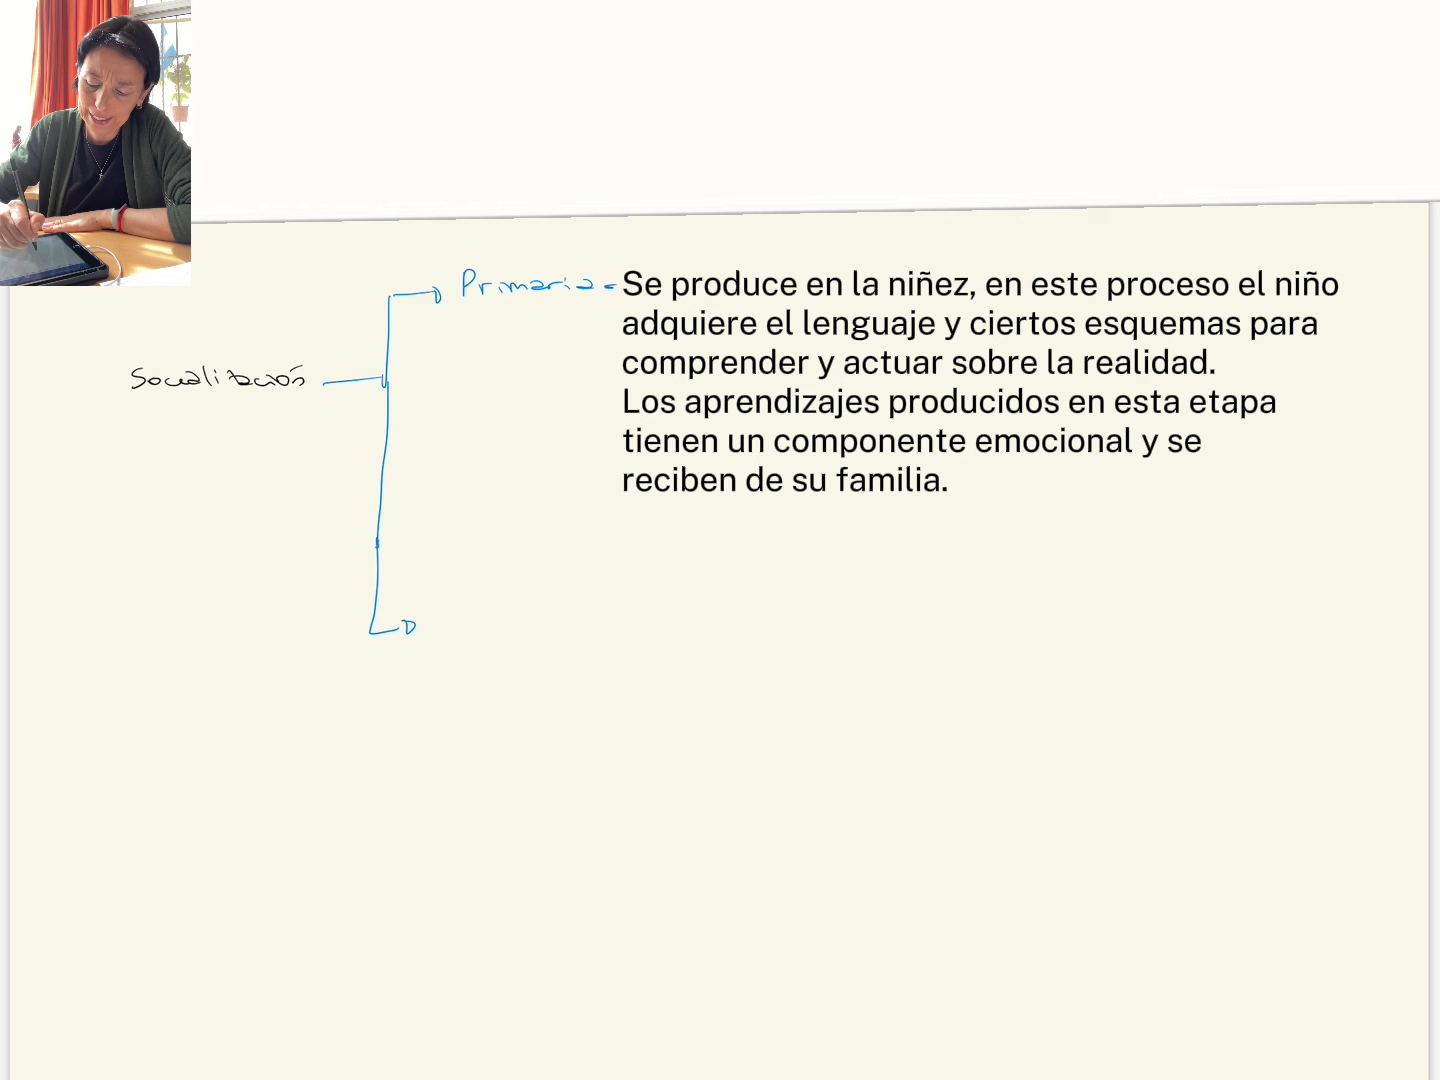 Primaria - Se produce en la niñez, en este proceso el niño
adquiere el lenguaje y ciertos esquemas para
comprender y actuar sobre la realidad.
Los aprendizajes producidos en esta etapa
tienen un componente emocional y se
reciben de su familia.
Socialización